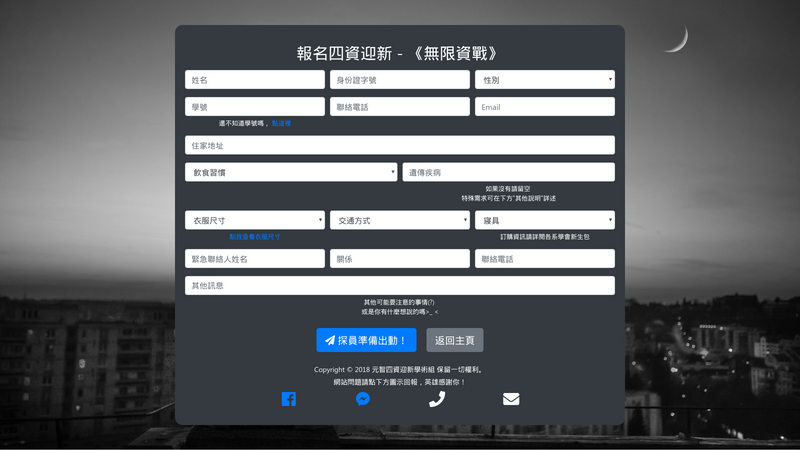 報名四資迎新 - 《無限資戰》
姓名 身份證字號 性別
學號 聯絡電話 Email
還不知道學號嗎， 點這裡
住家地址
飲食習慣 遺傳疾病
如果沒有請留空
特殊需求可在下方"其他說明"詳述
衣服尺寸 交通方式 寢具
點我查看衣服尺寸 訂購資訊請詳閱各系學會新生包
緊急聯絡人姓名 關係 聯絡電話
其他訊息
其他可能要注意的事情(?)
或是你有什麼想說的嗎>_ <
探員準備出動！ 返回主頁
Copyright © 2018 元智四資迎新學術組 保留一切權利。
網站問題請點下方圖示回報，英雄感謝你！